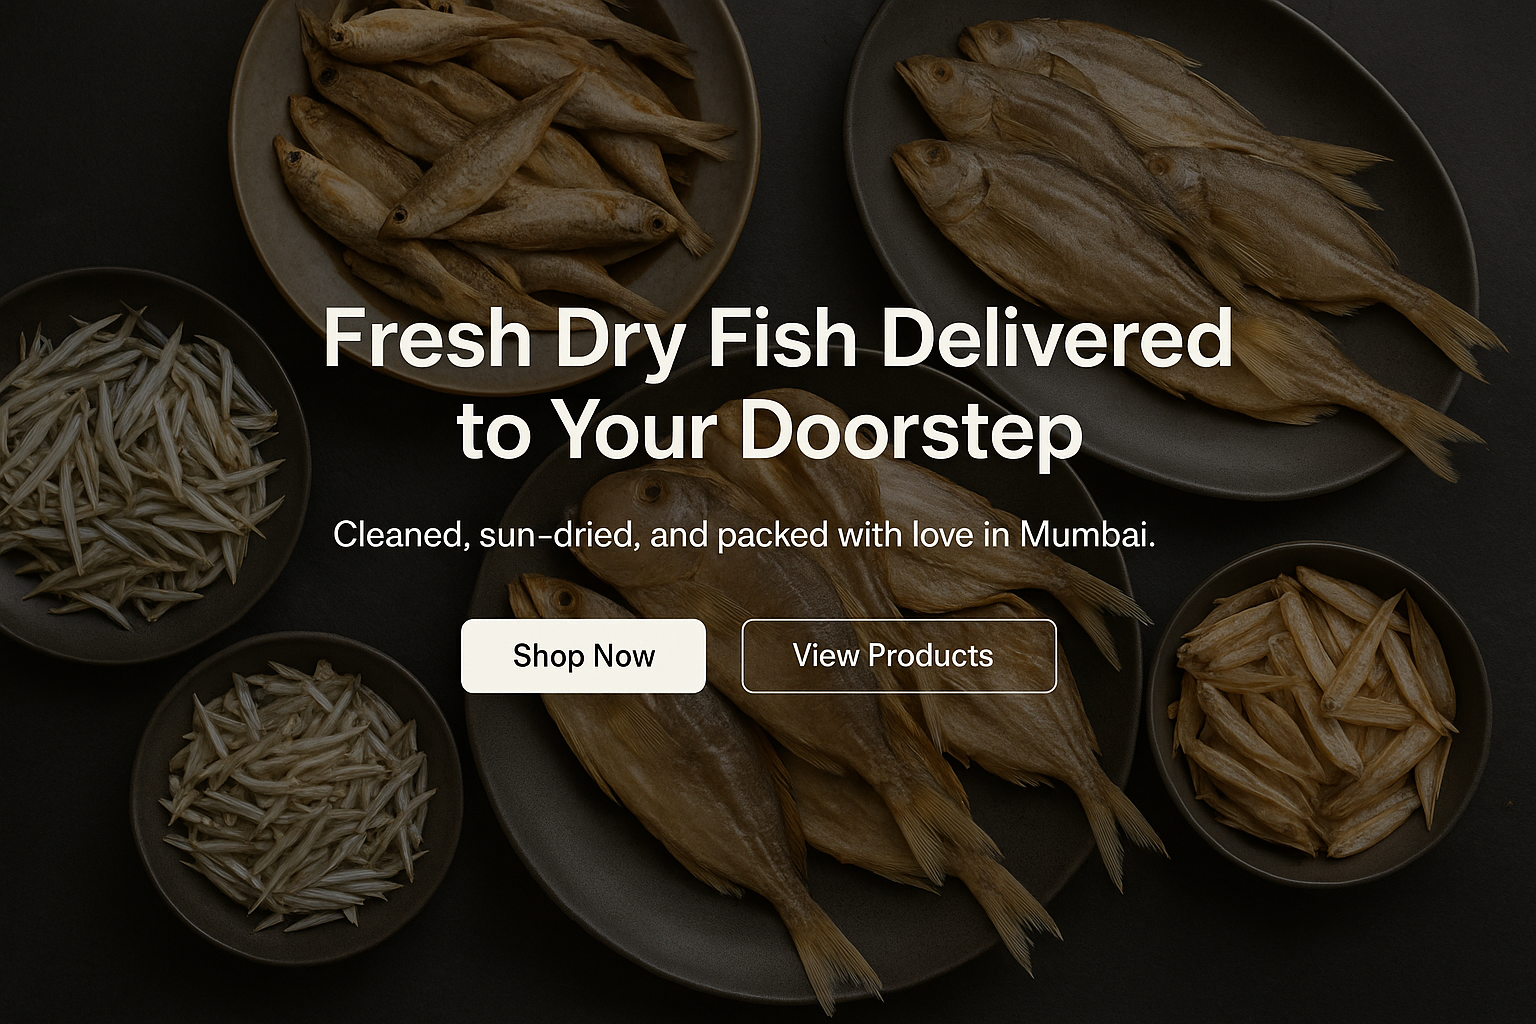 Fresh Dry Fish Delivered
to Your Doorstep
Cleaned, sun-dried, and packed with love in Mumbai.
Shop Now
View Products